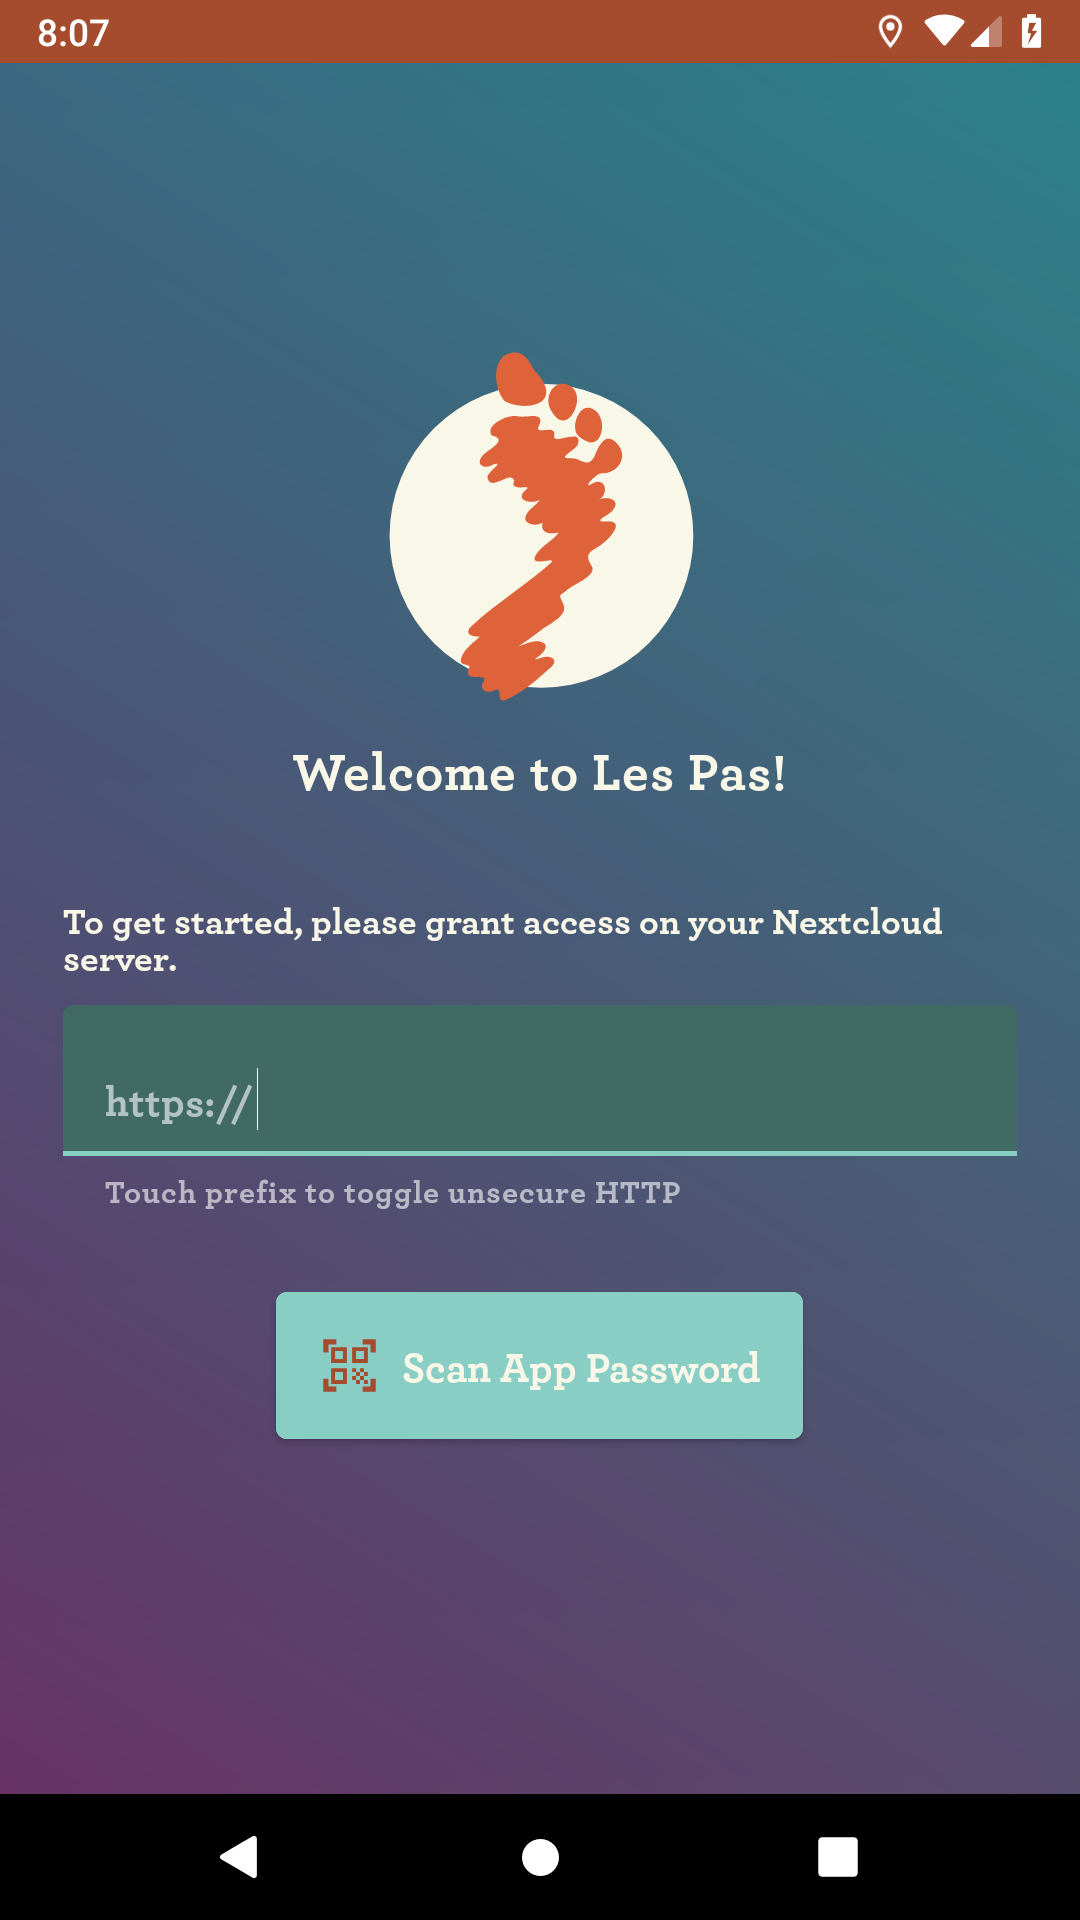 8:07
Welcome to Les Pas!
To get started, please grant access on your Nextcloud
server.
https://
Touch prefix to toggle unsecure HTTP
Scan App Password